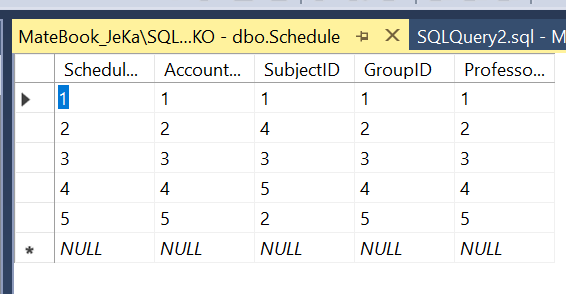 MateBook_JeKa\SQL...KO - dbo.Schedule SQLQuery2.sql - M
Schedul... Account... SubjectID GroupID Professo...
1 1 1 1 1
2 2 4 2 2
3 3 3 3 3
4 4 5 4 4
5 5 2 5 5
NULL NULL NULL NULL NULL